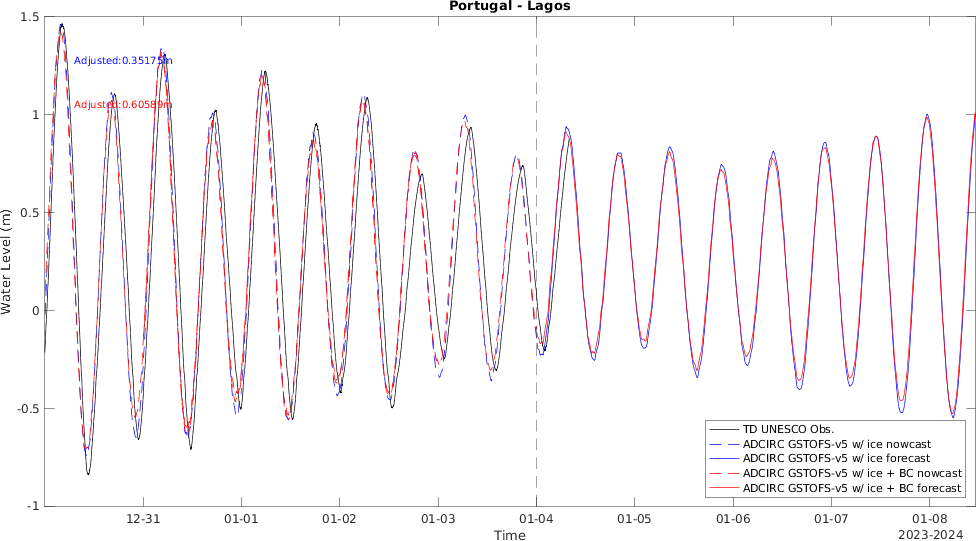 Portugal - Lagos
1.5
Adjusted:0.35175m
Adjusted:0.60589m
1
0.5
0
-0.5
-1
Water Level (m)
TD UNESCO Obs.
ADCIRC GSTOFS-v5 w/ ice nowcast
ADCIRC GSTOFS-v5 w/ ice forecast
ADCIRC GSTOFS-v5 w/ ice + BC nowcast
ADCIRC GSTOFS-v5 w/ ice + BC forecast
12-31 01-01 01-02 01-03 01-04 01-05 01-06 01-07 01-08
Time
2023-2024